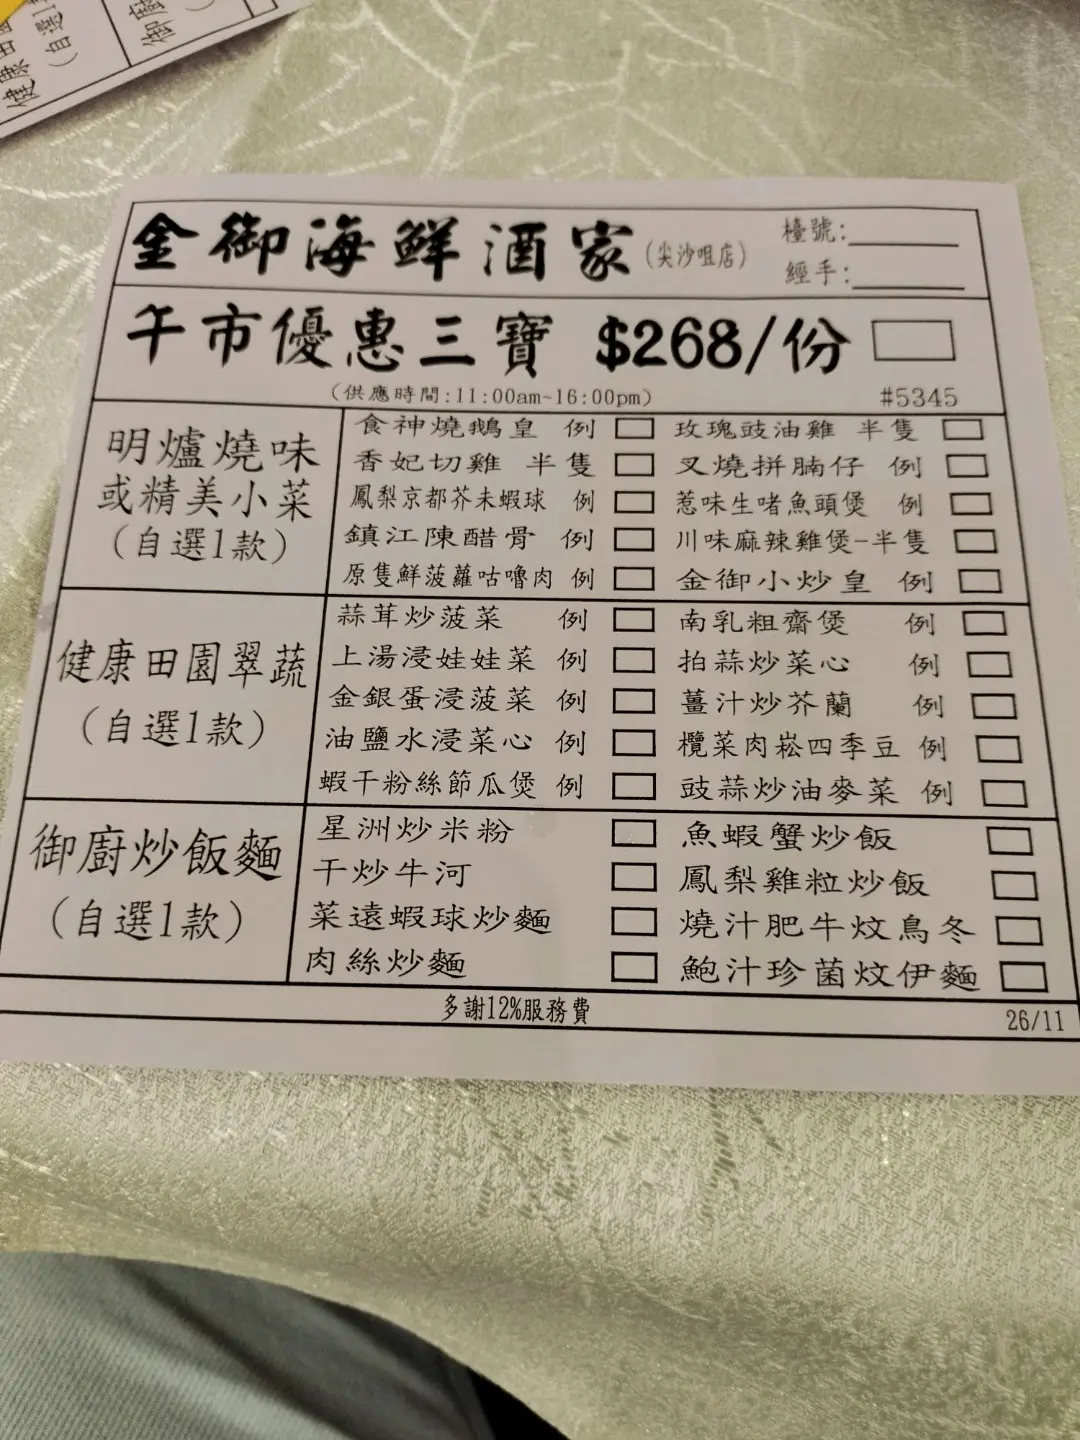 健康田
(自選1
御廚
(
金御海鮮酒家(尖沙咀店)
檯號:
經手:
午市優惠三寶 $268/份
(供應時間:11:00am~16:00pm)
#5345
明爐燒味
或精美小菜
(自選1款)
食神燒鵝皇 例
玫瑰豉油雞 半隻
香妃切雞 半隻
叉燒拼腩仔 例
鳳梨京都芥末蝦球 例
惹味生啫魚頭煲 例
鎮江陳醋骨 例
川味麻辣雞煲-半隻
原隻鮮菠蘿咕嚕肉 例
金御小炒皇 例
健康田園翠蔬
(自選1款)
蒜茸炒菠菜 例
南乳粗齋煲 例
上湯浸娃娃菜 例
拍蒜炒菜心 例
金銀蛋浸菠菜 例
薑汁炒芥蘭 例
油鹽水浸菜心 例
欖菜肉崧四季豆 例
蝦干粉絲節瓜煲 例
豉蒜炒油麥菜 例
御廚炒飯麵
(自選1款)
星洲炒米粉
魚蝦蟹炒飯
干炒牛河
鳳梨雞粒炒飯
菜遠蝦球炒麵
燒汁肥牛炆烏冬
肉絲炒麵
鮑汁珍菌炆伊麵
多謝12%服務費
26/11